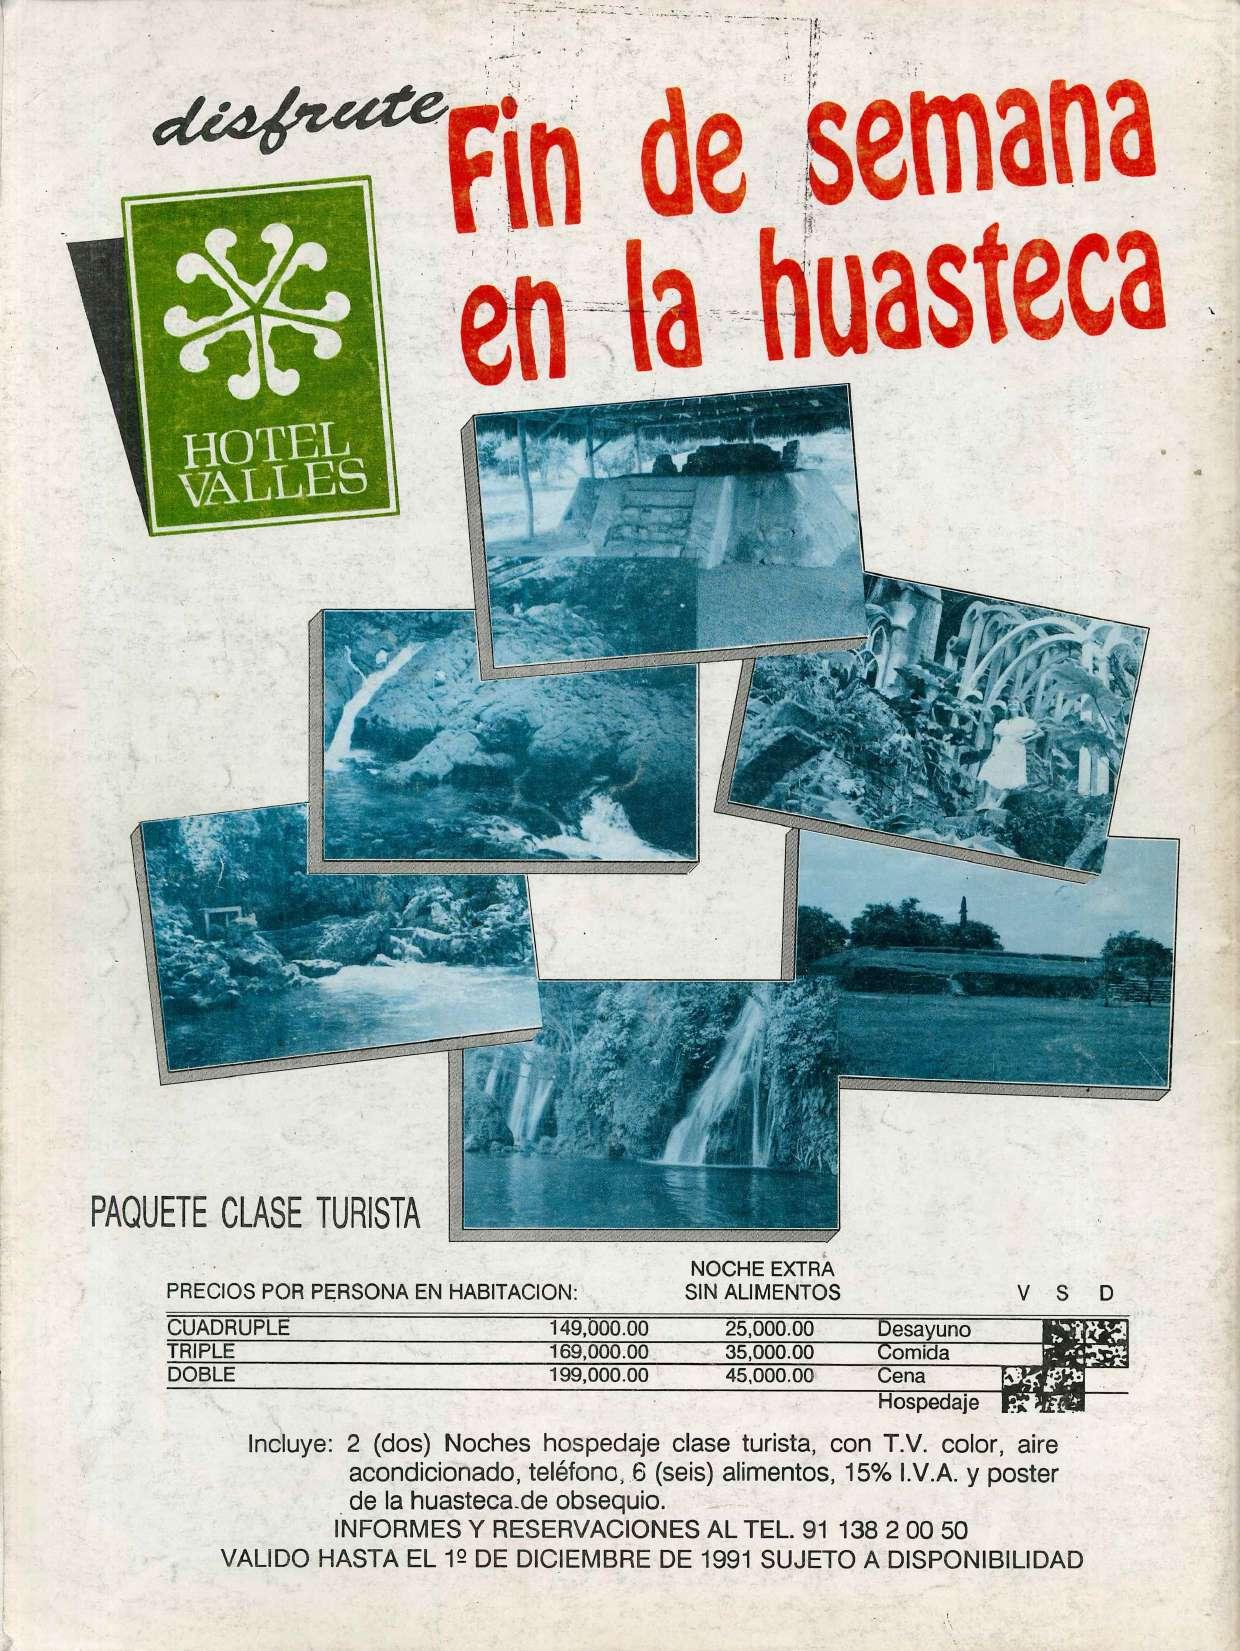 disfrute
Fin de semana
en la huasteca
HOTEL
VALLES
PAQUETE CLASE TURISTA
PRECIOS POR PERSONA EN HABITACION:
NOCHE EXTRA
SIN ALIMENTOS
V S D
CUADRUPLE 149,000.00 25,000.00 Desayuno
TRIPLE 169,000.00 35,000.00 Comida
DOBLE 199,000.00 45,000.00 Cena
Hospedaje
Incluye: 2 (dos) Noches hospedaje clase turista, con T.V. color, aire
acondicionado, teléfono, 6 (seis) alimentos, 15% I.V.A. y poster
de la huasteca de obsequio.
INFORMES Y RESERVACIONES AL TEL. 91 138 2 00 50
VALIDO HASTA EL 1º DE DICIEMBRE DE 1991 SUJETO A DISPONIBILIDAD